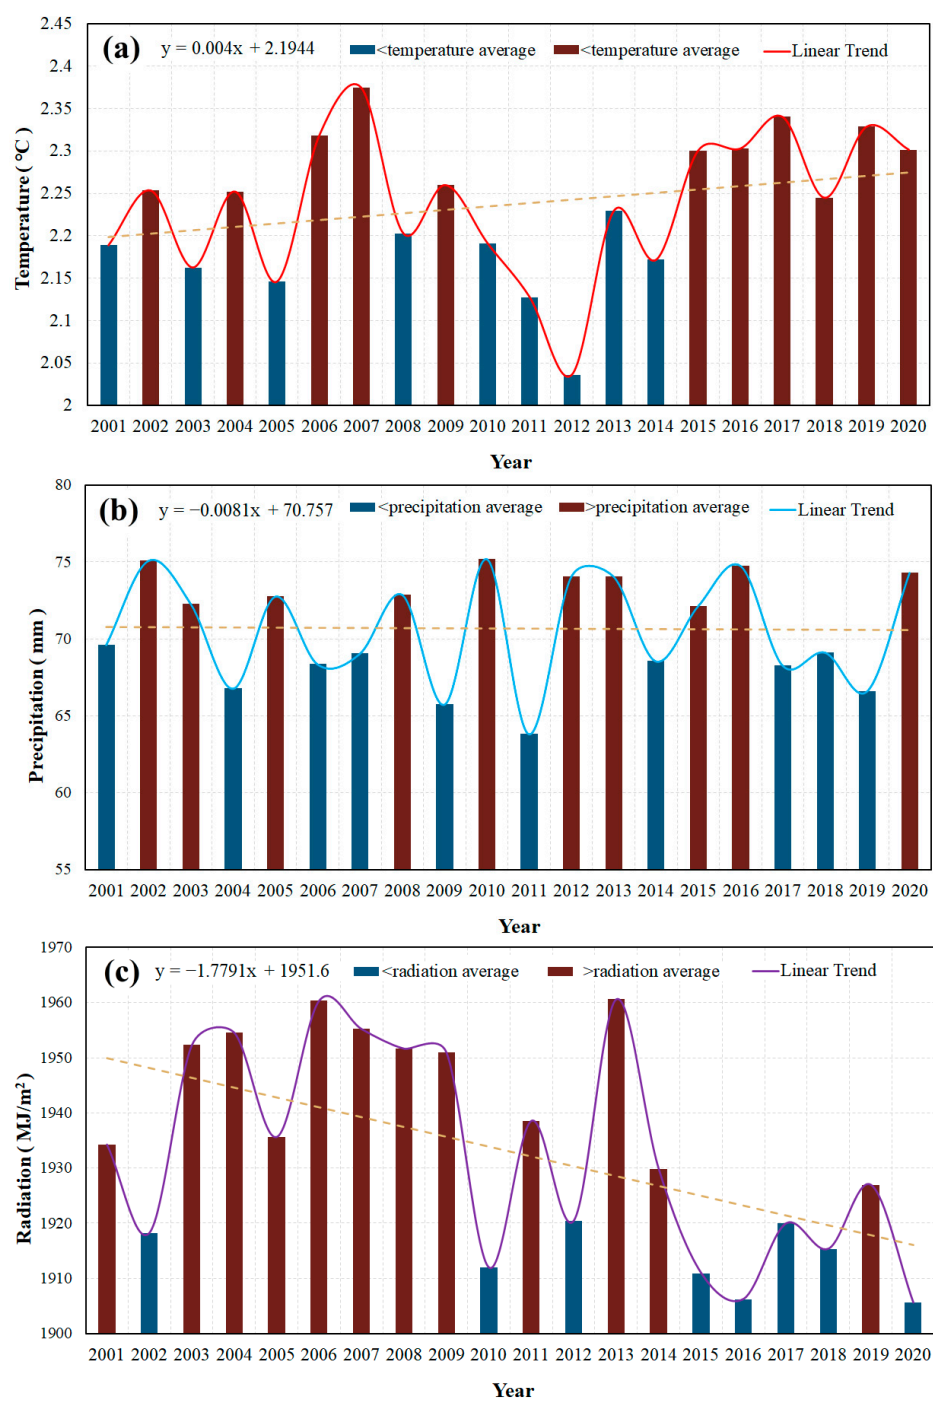 (a) y = 0.004x + 2.1944 <temperature average <temperature average Linear Trend
Temperature ( ℃ )
2.45
2.4
2.35
2.3
2.25
2.2
2.15
2.1
2.05
2
2001 2002 2003 2004 2005 2006 2007 2008 2009 2010 2011 2012 2013 2014 2015 2016 2017 2018 2019 2020
Year
(b) y = −0.0081x + 70.757 <precipitation average >precipitation average Linear Trend
Precipitation ( mm )
80
75
70
65
60
55
2001 2002 2003 2004 2005 2006 2007 2008 2009 2010 2011 2012 2013 2014 2015 2016 2017 2018 2019 2020
Year
(c) y = −1.7791x + 1951.6 <radiation average >radiation average Linear Trend
Radiation ( MJ/m² )
1970
1960
1950
1940
1930
1920
1910
1900
2001 2002 2003 2004 2005 2006 2007 2008 2009 2010 2011 2012 2013 2014 2015 2016 2017 2018 2019 2020
Year